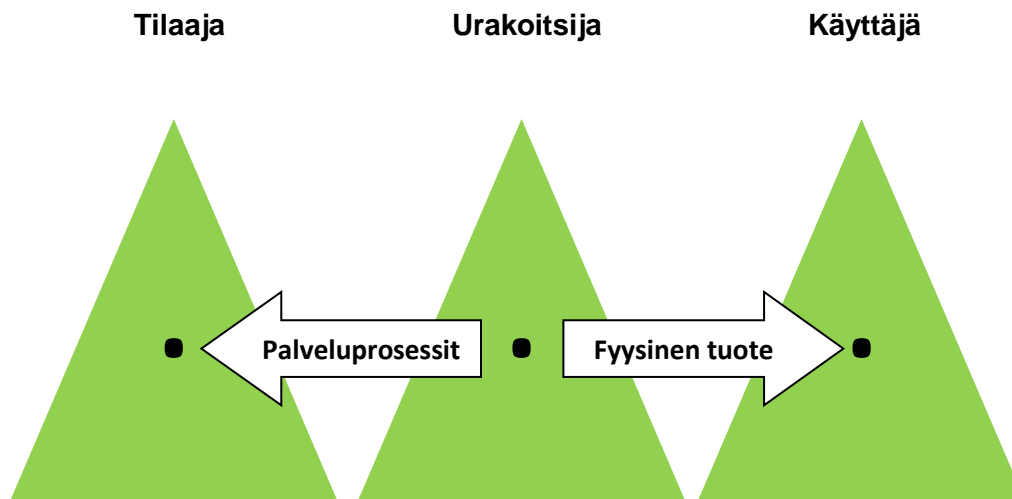 Tilaaja
Urakoitsija
Käyttäjä
Palveluprosessit
Fyysinen tuote